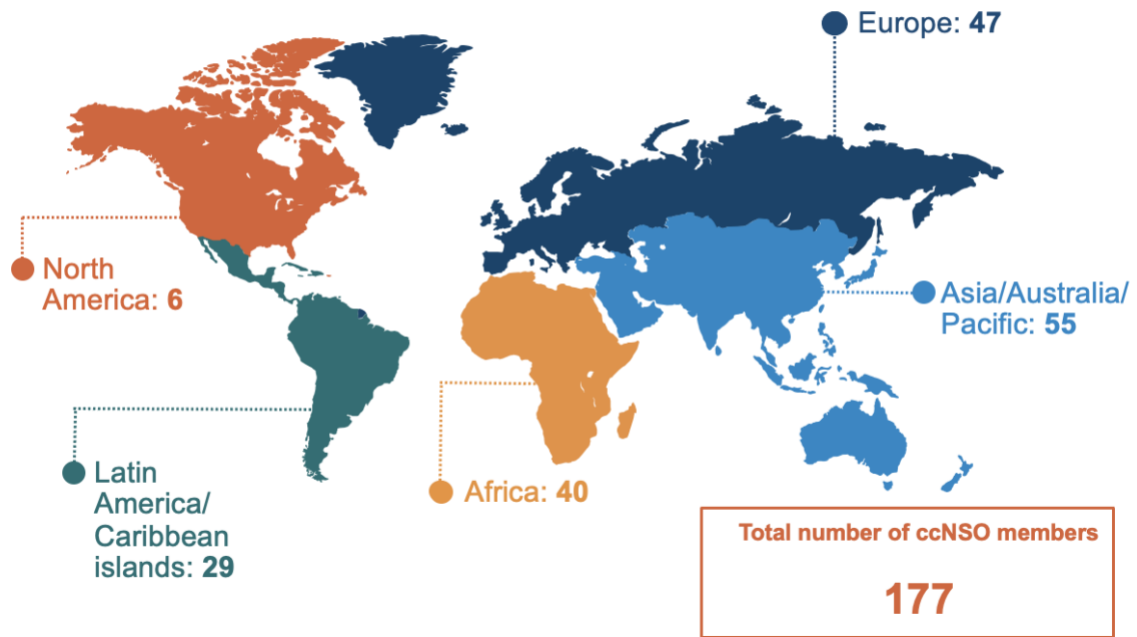 Europe: 47
North
America: 6
Asia/Australia/
Pacific: 55
Latin
America/
Caribbean
islands: 29
Africa: 40
Total number of ccNSO members
177